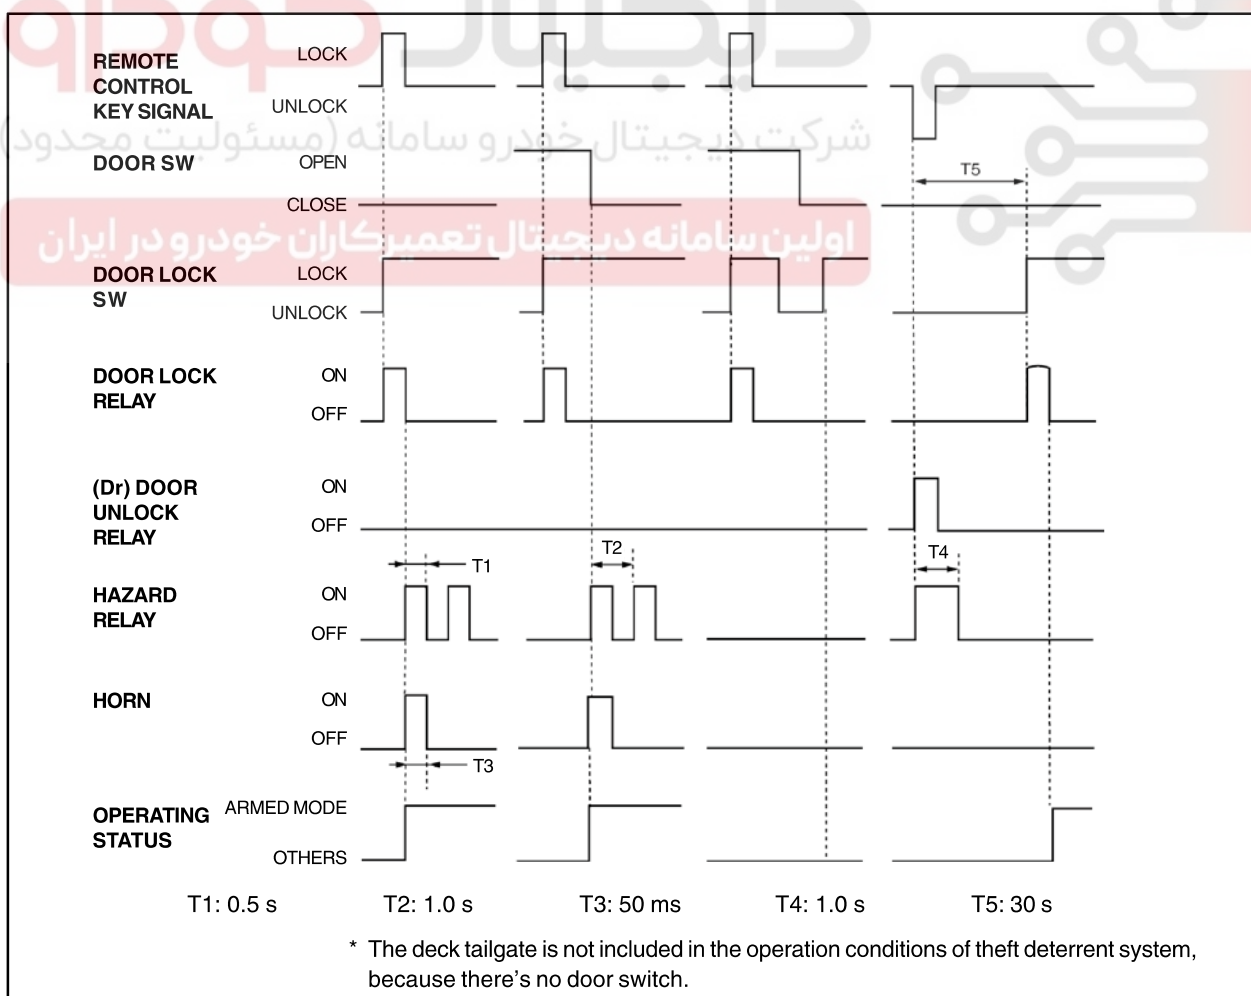 دیجیتال خودرو
REMOTE CONTROL KEY SIGNAL
LOCK
UNLOCK
شرکت دیجیتال خودرو سامانه (مسئولیت محدود)
DOOR SW
OPEN
CLOSE
T5
اولین سامانه دیجیتال تعمیرکاران خودرو در ایران
DOOR LOCK SW
LOCK
UNLOCK
DOOR LOCK RELAY
ON
OFF
(Dr) DOOR UNLOCK RELAY
ON
OFF
T1
T2
T4
HAZARD RELAY
ON
OFF
HORN
ON
OFF
T3
OPERATING STATUS
ARMED MODE
OTHERS
T1: 0.5 s T2: 1.0 s T3: 50 ms T4: 1.0 s T5: 30 s
* The deck tailgate is not included in the operation conditions of theft deterrent system,
because there's no door switch.